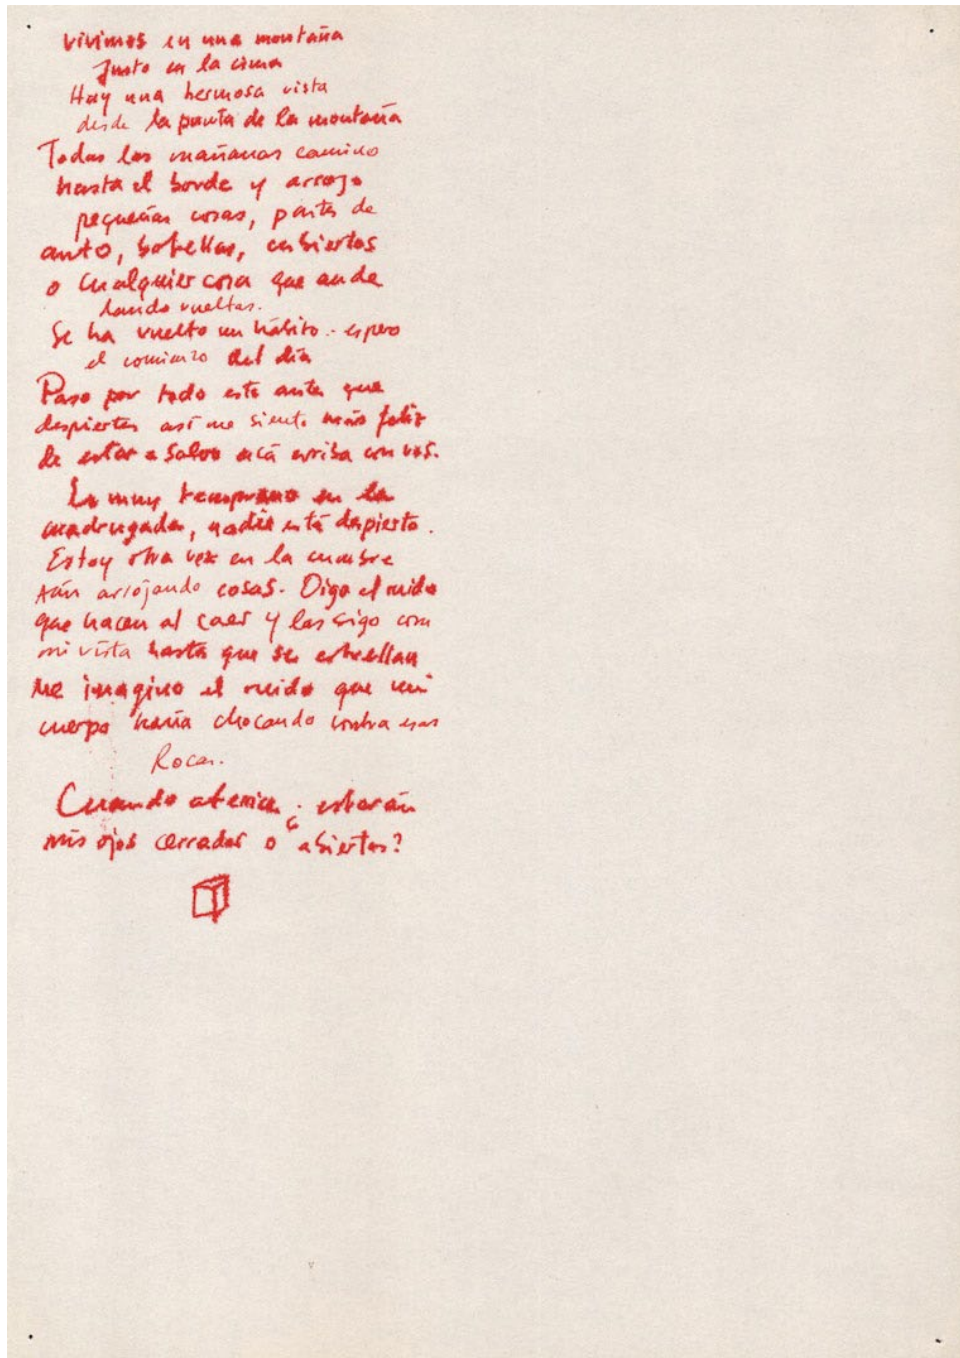 vivimos en una montaña
Justo en la cima
Hay una hermosa vista
desde la punta de la montaña
Todas las mañanas camino
hasta el borde y arrojo
pequeñas cosas, partes de
auto, botellas, cubiertos
o cualquier cosa que ande
dando vueltas.
Se ha vuelto un hábito. espero
el comienzo del día
Paso por todo esto antes que
despiertes así me siento más feliz
de estar a salvo acá arriba con vos.
Es muy temprano en la
madrugada, nadie está despierto.
Estoy otra vez en la cumbre
Aún arrojando cosas. Oigo el ruido
que hacen al caer y las sigo con
mi vista hasta que se estrellan
Me imagino el ruido que mi
cuerpo haría chocando contra esas
Rocas.
Cuando aterrice, ¿estarán
mis ojos cerrados o abiertos?